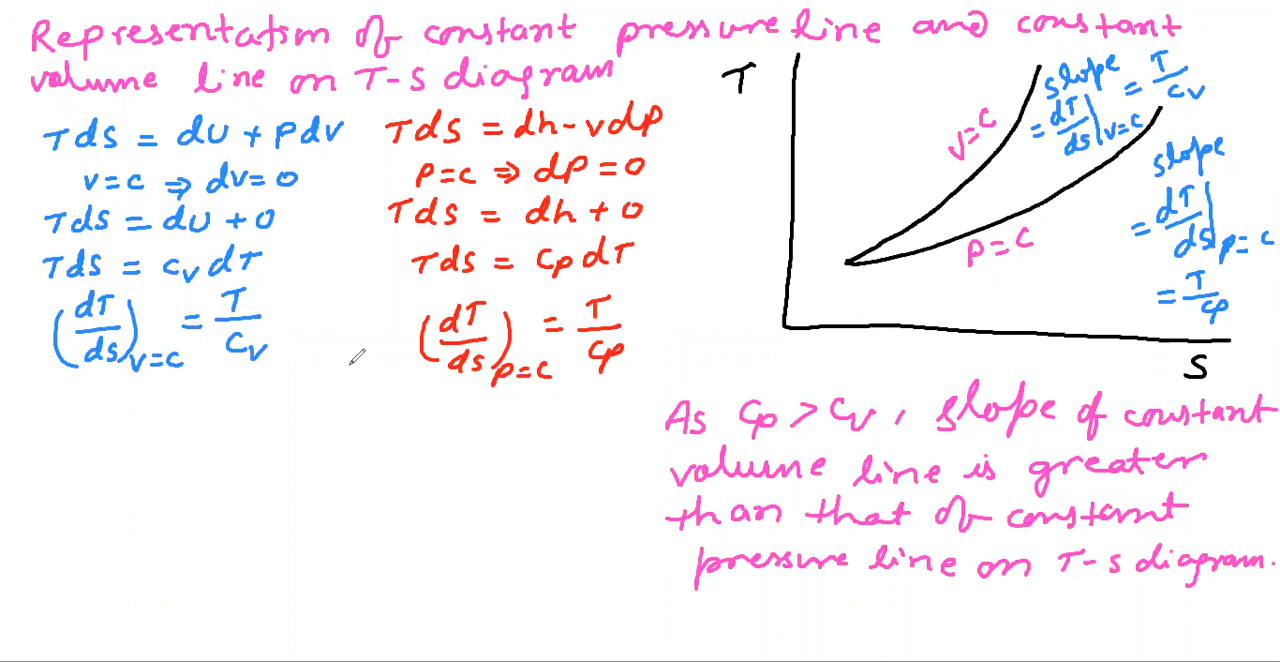 Representation of constant pressure line and constant
volume line on T-S diagram
Tds = du + Pdv
v=c ⇒ dv=0
Tds = du + 0
Tds = cv dT
(dT/ds)v=c = T/cv
Tds = dh - vdp
P=c ⇒ dp=0
Tds = dh + 0
Tds = cp dT
(dT/ds)p=c = T/cp
T
v=c
slope = T/cv
= dT/ds|v=c
P=c
slope
= dT/ds|p=c
= T/cp
S
As cp > cv, slope of constant
volume line is greater
than that of constant
pressure line on T-s diagram.